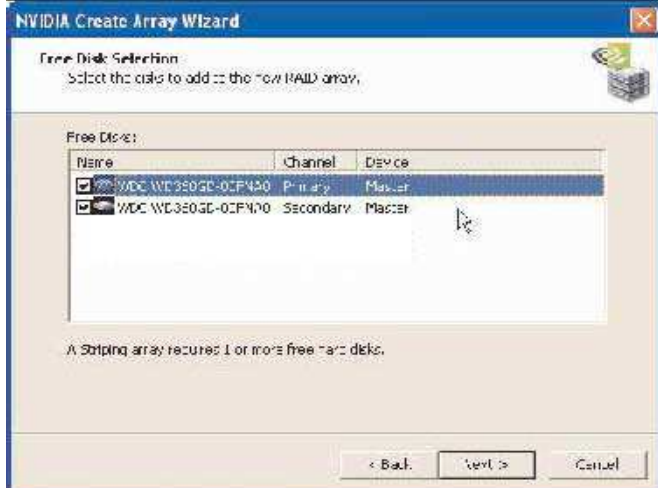 NVIDIA Create Array Wizard
Free Disk Selection
Select the disks to add to the new RAID array.
Free Disks:
Name Channel Device
Primary Master
Secondary Master
A Striping array requires 1 or more free hard disks.
< Back Next > Cancel